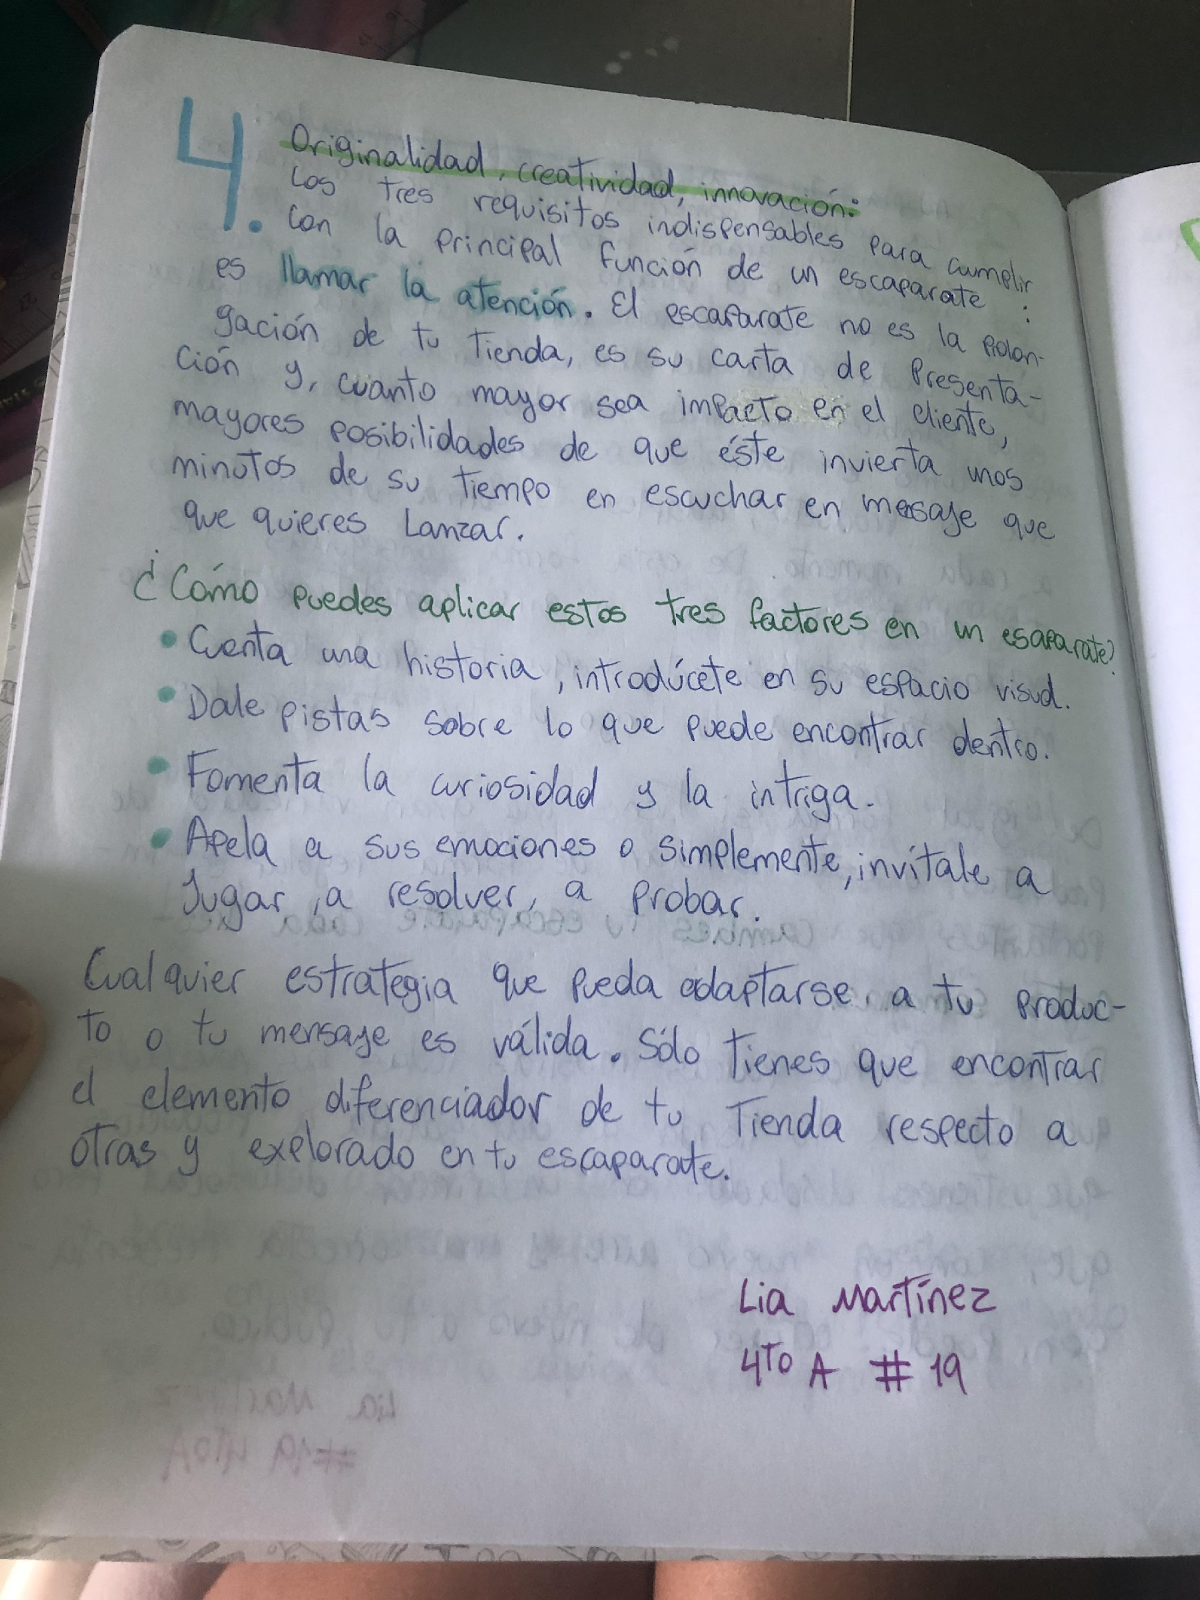 4. Originalidad, creatividad, innovación:
Los tres requisitos indispensables para cumplir
con la principal función de un escaparate :
es llamar la atención. El escaparate no es la prolon-
gación de tu tienda, es su carta de presenta-
ción y, cuanto mayor sea impacto en el cliente,
mayores posibilidades de que éste invierta unos
minutos de su tiempo en escuchar en mensaje que
que quieres Lanzar.
¿Cómo puedes aplicar estos tres factores en un esaparate?
• Cuenta una historia, introdúcete en su espacio visual.
• Dale pistas sobre lo que puede encontrar dentro.
• Fomenta la curiosidad y la intriga.
• Apela a sus emociones o simplemente, invítale a
Jugar, a resolver, a probar.
Cualquier estrategia que pueda adaptarse a tu produc-
to o tu mensaje es válida. Sólo tienes que encontrar
el elemento diferenciador de tu Tienda respecto a
otras y explorado en tu escaparate.
Lia Martínez
4to A # 19